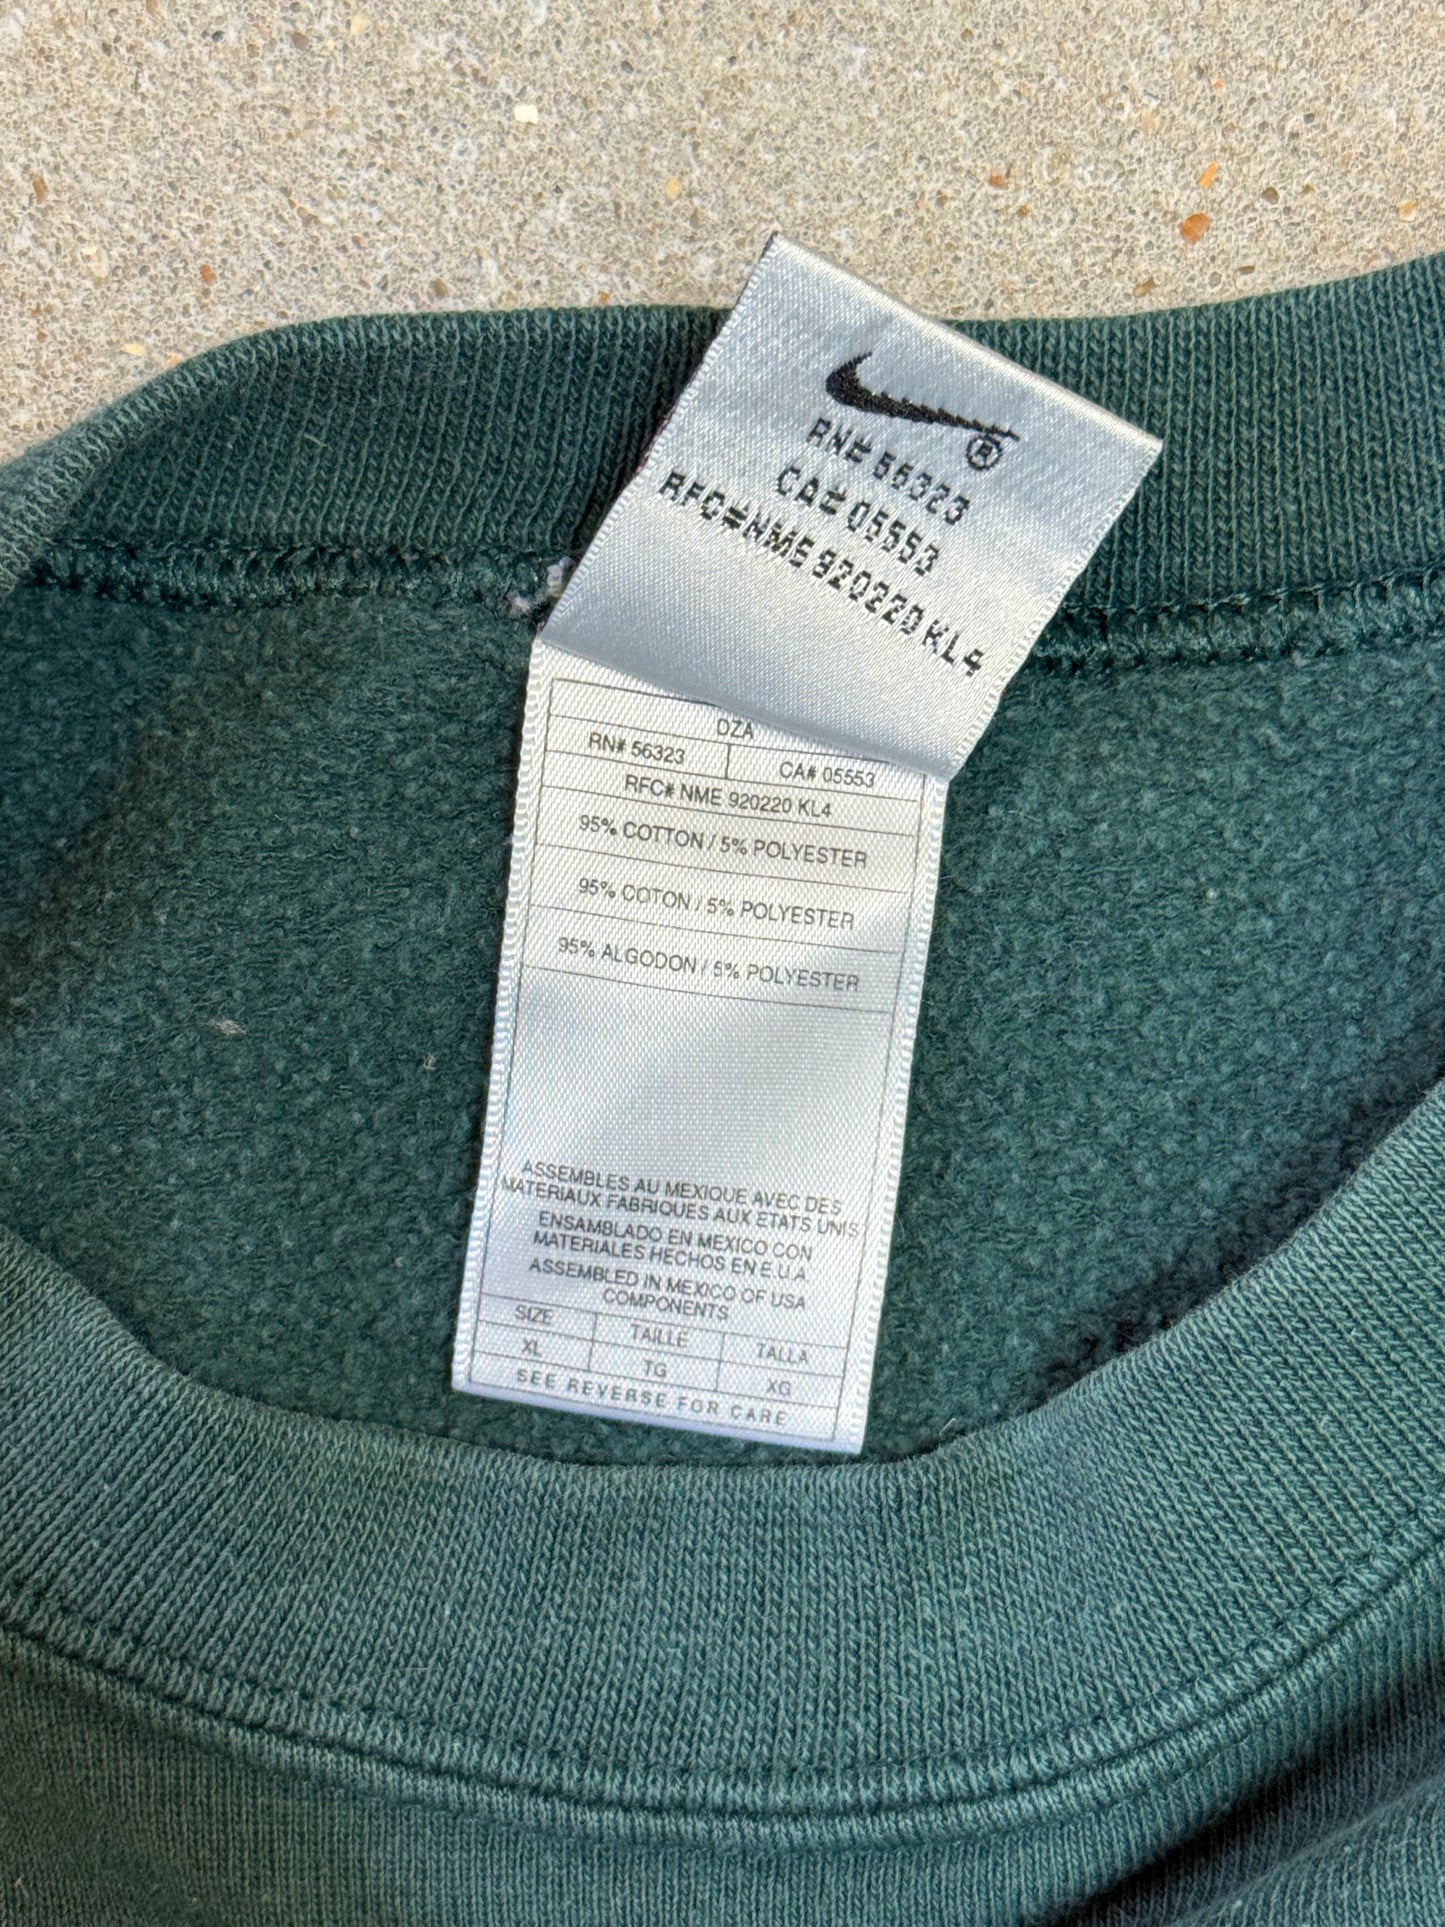 ®
RN# 56323
CA# 05553
RFC#NME 920220 KL4
DZA
RN# 56323 CA# 05553
RFC# NME 920220 KL4
95% COTTON / 5% POLYESTER
95% COTON / 5% POLYESTER
95% ALGODON / 5% POLYESTER
ASSEMBLES AU MEXIQUE AVEC DES
MATERIAUX FABRIQUES AUX ETATS UNIS
ENSAMBLADO EN MEXICO CON
MATERIALES HECHOS EN E.U.A
ASSEMBLED IN MEXICO OF USA
COMPONENTS
SIZE TAILLE TALLA
XL TG XG
SEE REVERSE FOR CARE